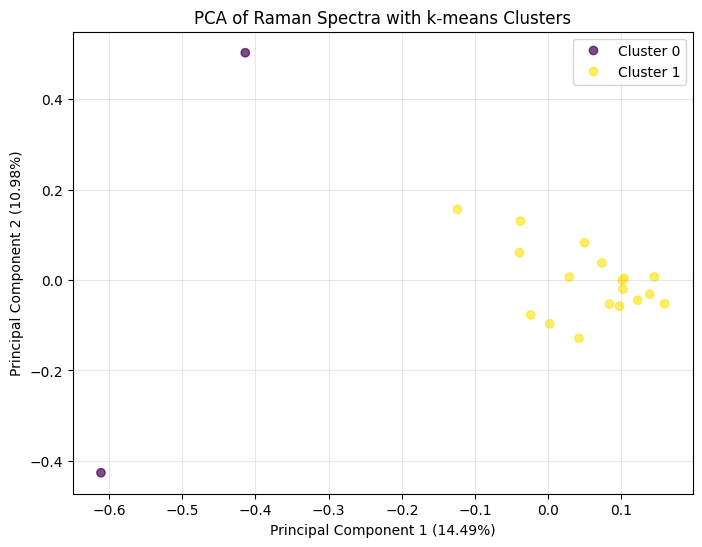 PCA of Raman Spectra with k-means Clusters
Cluster 0
Cluster 1
Principal Component 2 (10.98%)
0.4
0.2
0.0
−0.2
−0.4
−0.6
−0.5
−0.4
−0.3
−0.2
−0.1
0.0
0.1
Principal Component 1 (14.49%)